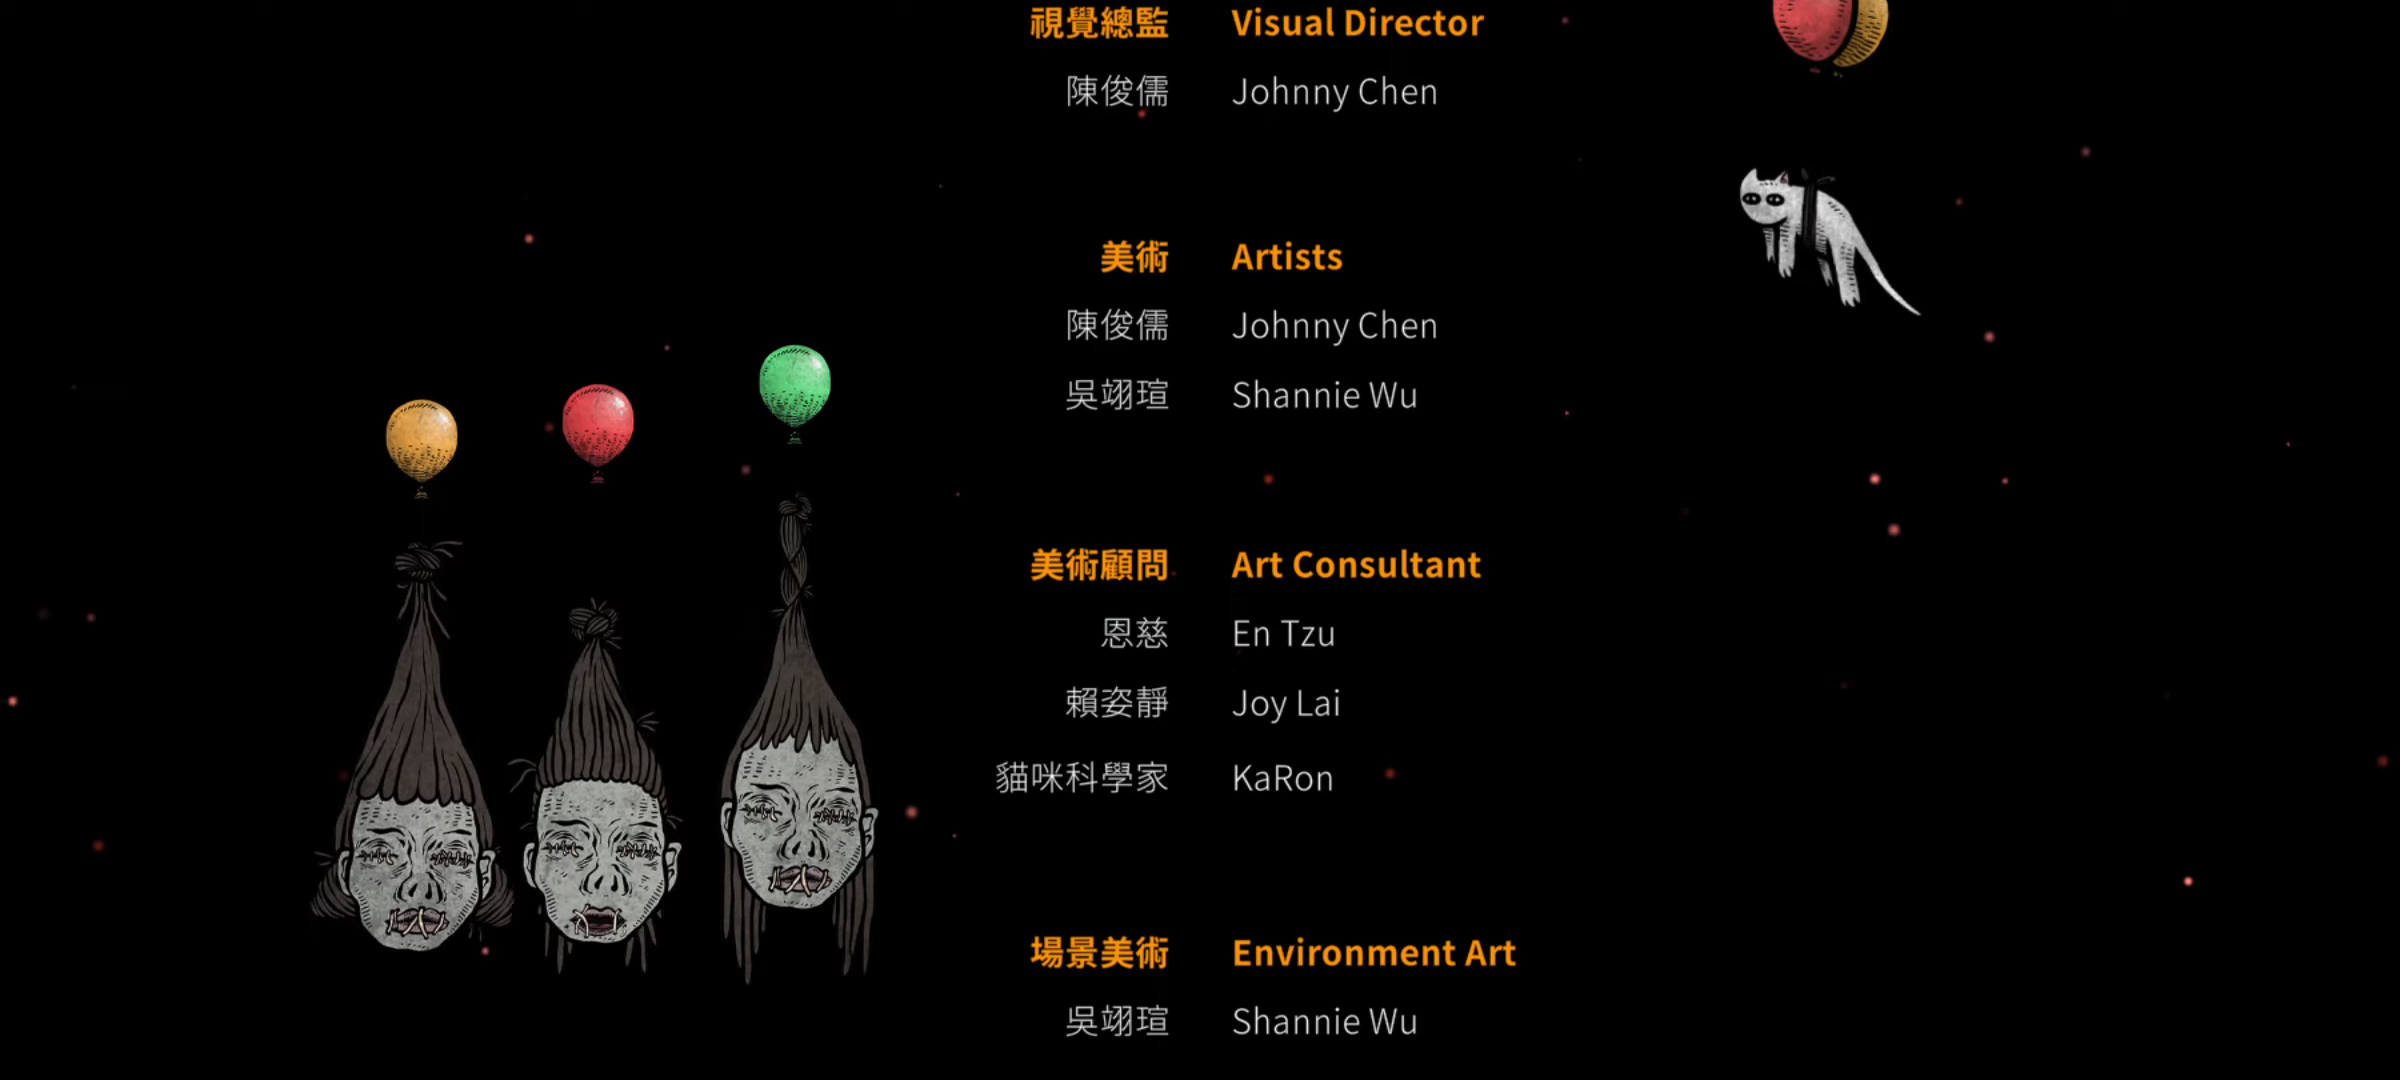 視覺總監 Visual Director
陳俊儒 Johnny Chen
美術 Artists
陳俊儒 Johnny Chen
吳翊瑄 Shannie Wu
美術顧問 Art Consultant
恩慈 En Tzu
賴姿靜 Joy Lai
貓咪科學家 KaRon
場景美術 Environment Art
吳翊瑄 Shannie Wu